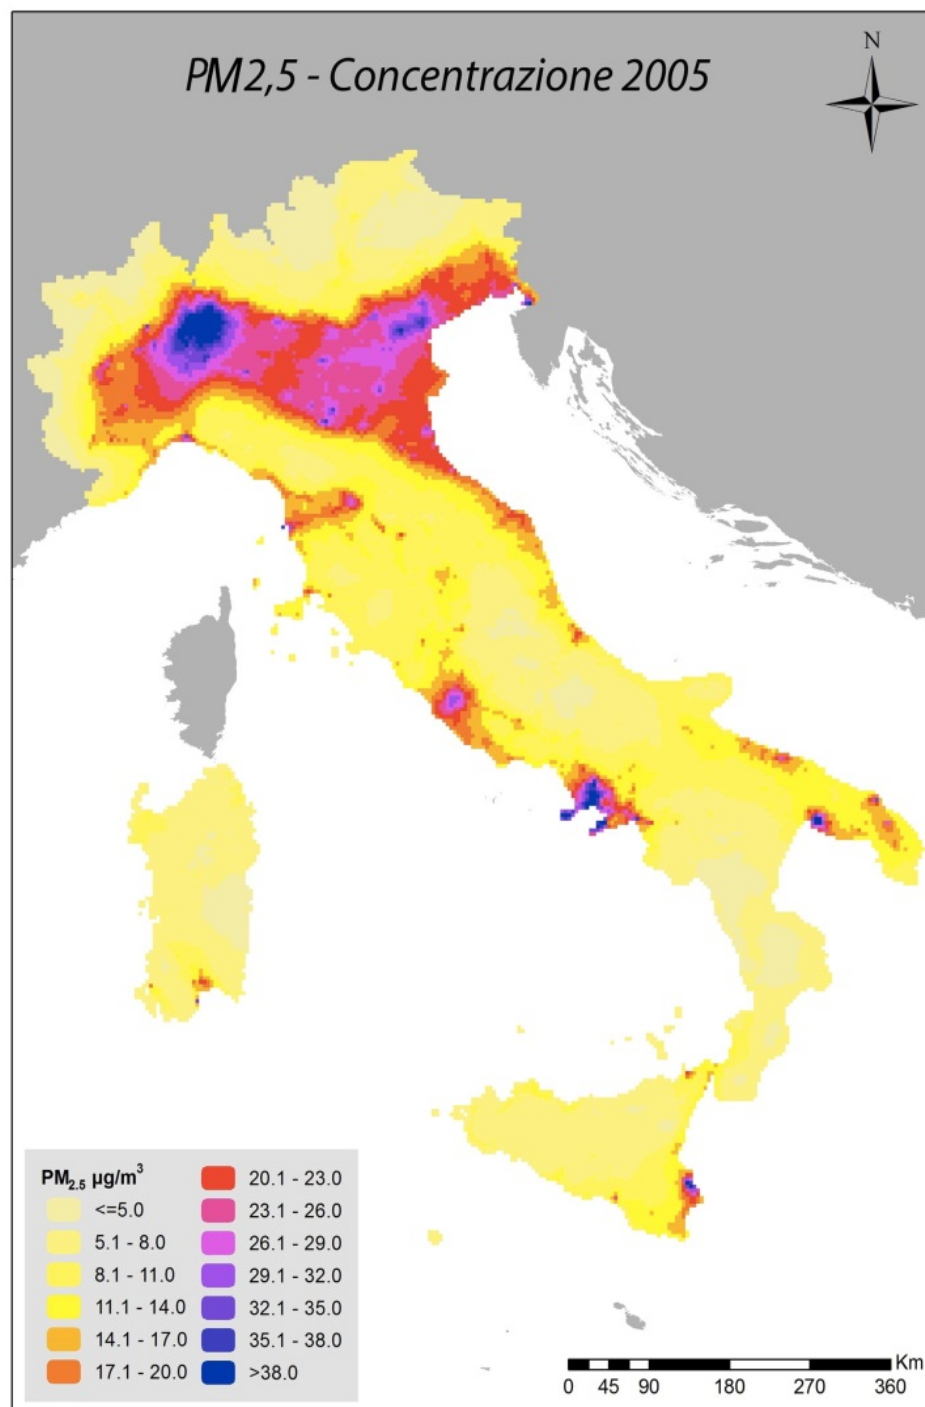 PM2,5 - Concentrazione 2005
N
PM2.5 µg/m³
<=5.0
5.1 - 8.0
8.1 - 11.0
11.1 - 14.0
14.1 - 17.0
17.1 - 20.0
20.1 - 23.0
23.1 - 26.0
26.1 - 29.0
29.1 - 32.0
32.1 - 35.0
35.1 - 38.0
>38.0
Km
0 45 90 180 270 360